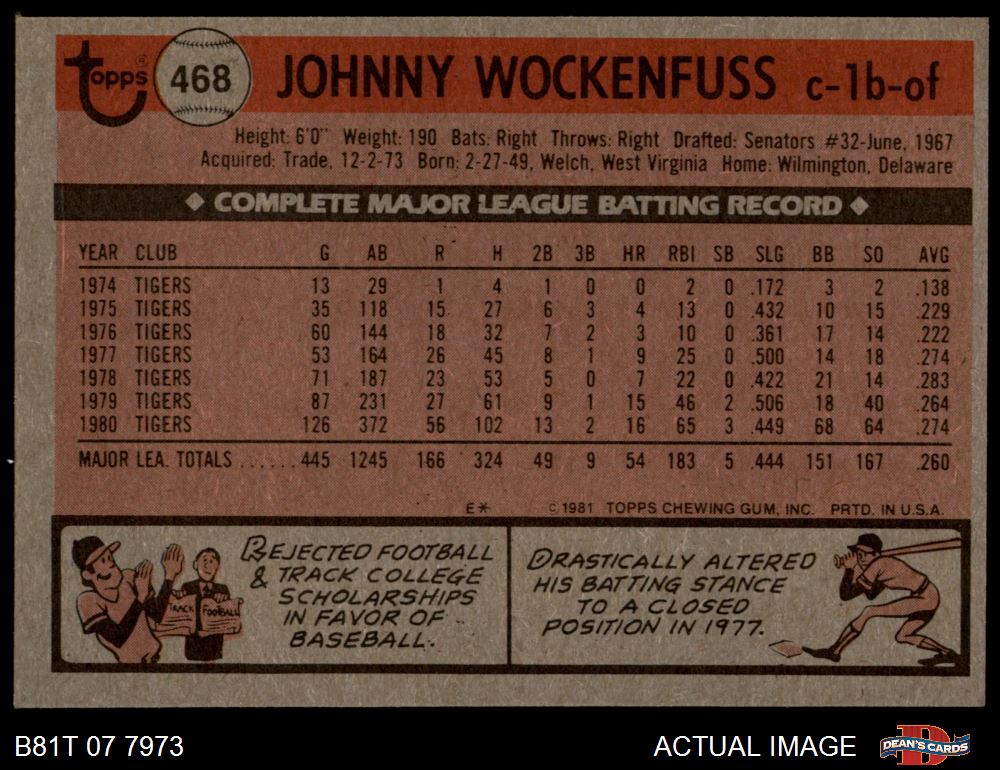 Topps® 468 JOHNNY WOCKENFUSS c-1b-of
Height: 6'0" Weight: 190 Bats: Right Throws: Right Drafted: Senators #32-June, 1967
Acquired: Trade, 12-2-73 Born: 2-27-49, Welch, West Virginia Home: Wilmington, Delaware
◆ COMPLETE MAJOR LEAGUE BATTING RECORD ◆
YEAR CLUB G AB R H 2B 3B HR RBI SB SLG BB SO AVG
1974 TIGERS 13 29 1 4 1 0 0 2 0 .172 3 2 .138
1975 TIGERS 35 118 15 27 6 3 4 13 0 .432 10 15 .229
1976 TIGERS 60 144 18 32 7 2 3 10 0 .361 17 14 .222
1977 TIGERS 53 164 26 45 8 1 9 25 0 .500 14 18 .274
1978 TIGERS 71 187 23 53 5 0 7 22 0 .422 21 14 .283
1979 TIGERS 87 231 27 61 9 1 15 46 2 .506 18 40 .264
1980 TIGERS 126 372 56 102 13 2 16 65 3 .449 68 64 .274
MAJOR LEA. TOTALS ...... 445 1245 166 324 49 9 54 183 5 .444 151 167 .260
E* ©1981 TOPPS CHEWING GUM, INC. PRTD. IN U.S.A.
REJECTED FOOTBALL
& TRACK COLLEGE
SCHOLARSHIPS
IN FAVOR OF
BASEBALL.
TRACK FOOTBALL
DRASTICALLY ALTERED
HIS BATTING STANCE
TO A CLOSED
POSITION IN 1977.
B81T 07 7973 ACTUAL IMAGE D DEAN'S CARDS